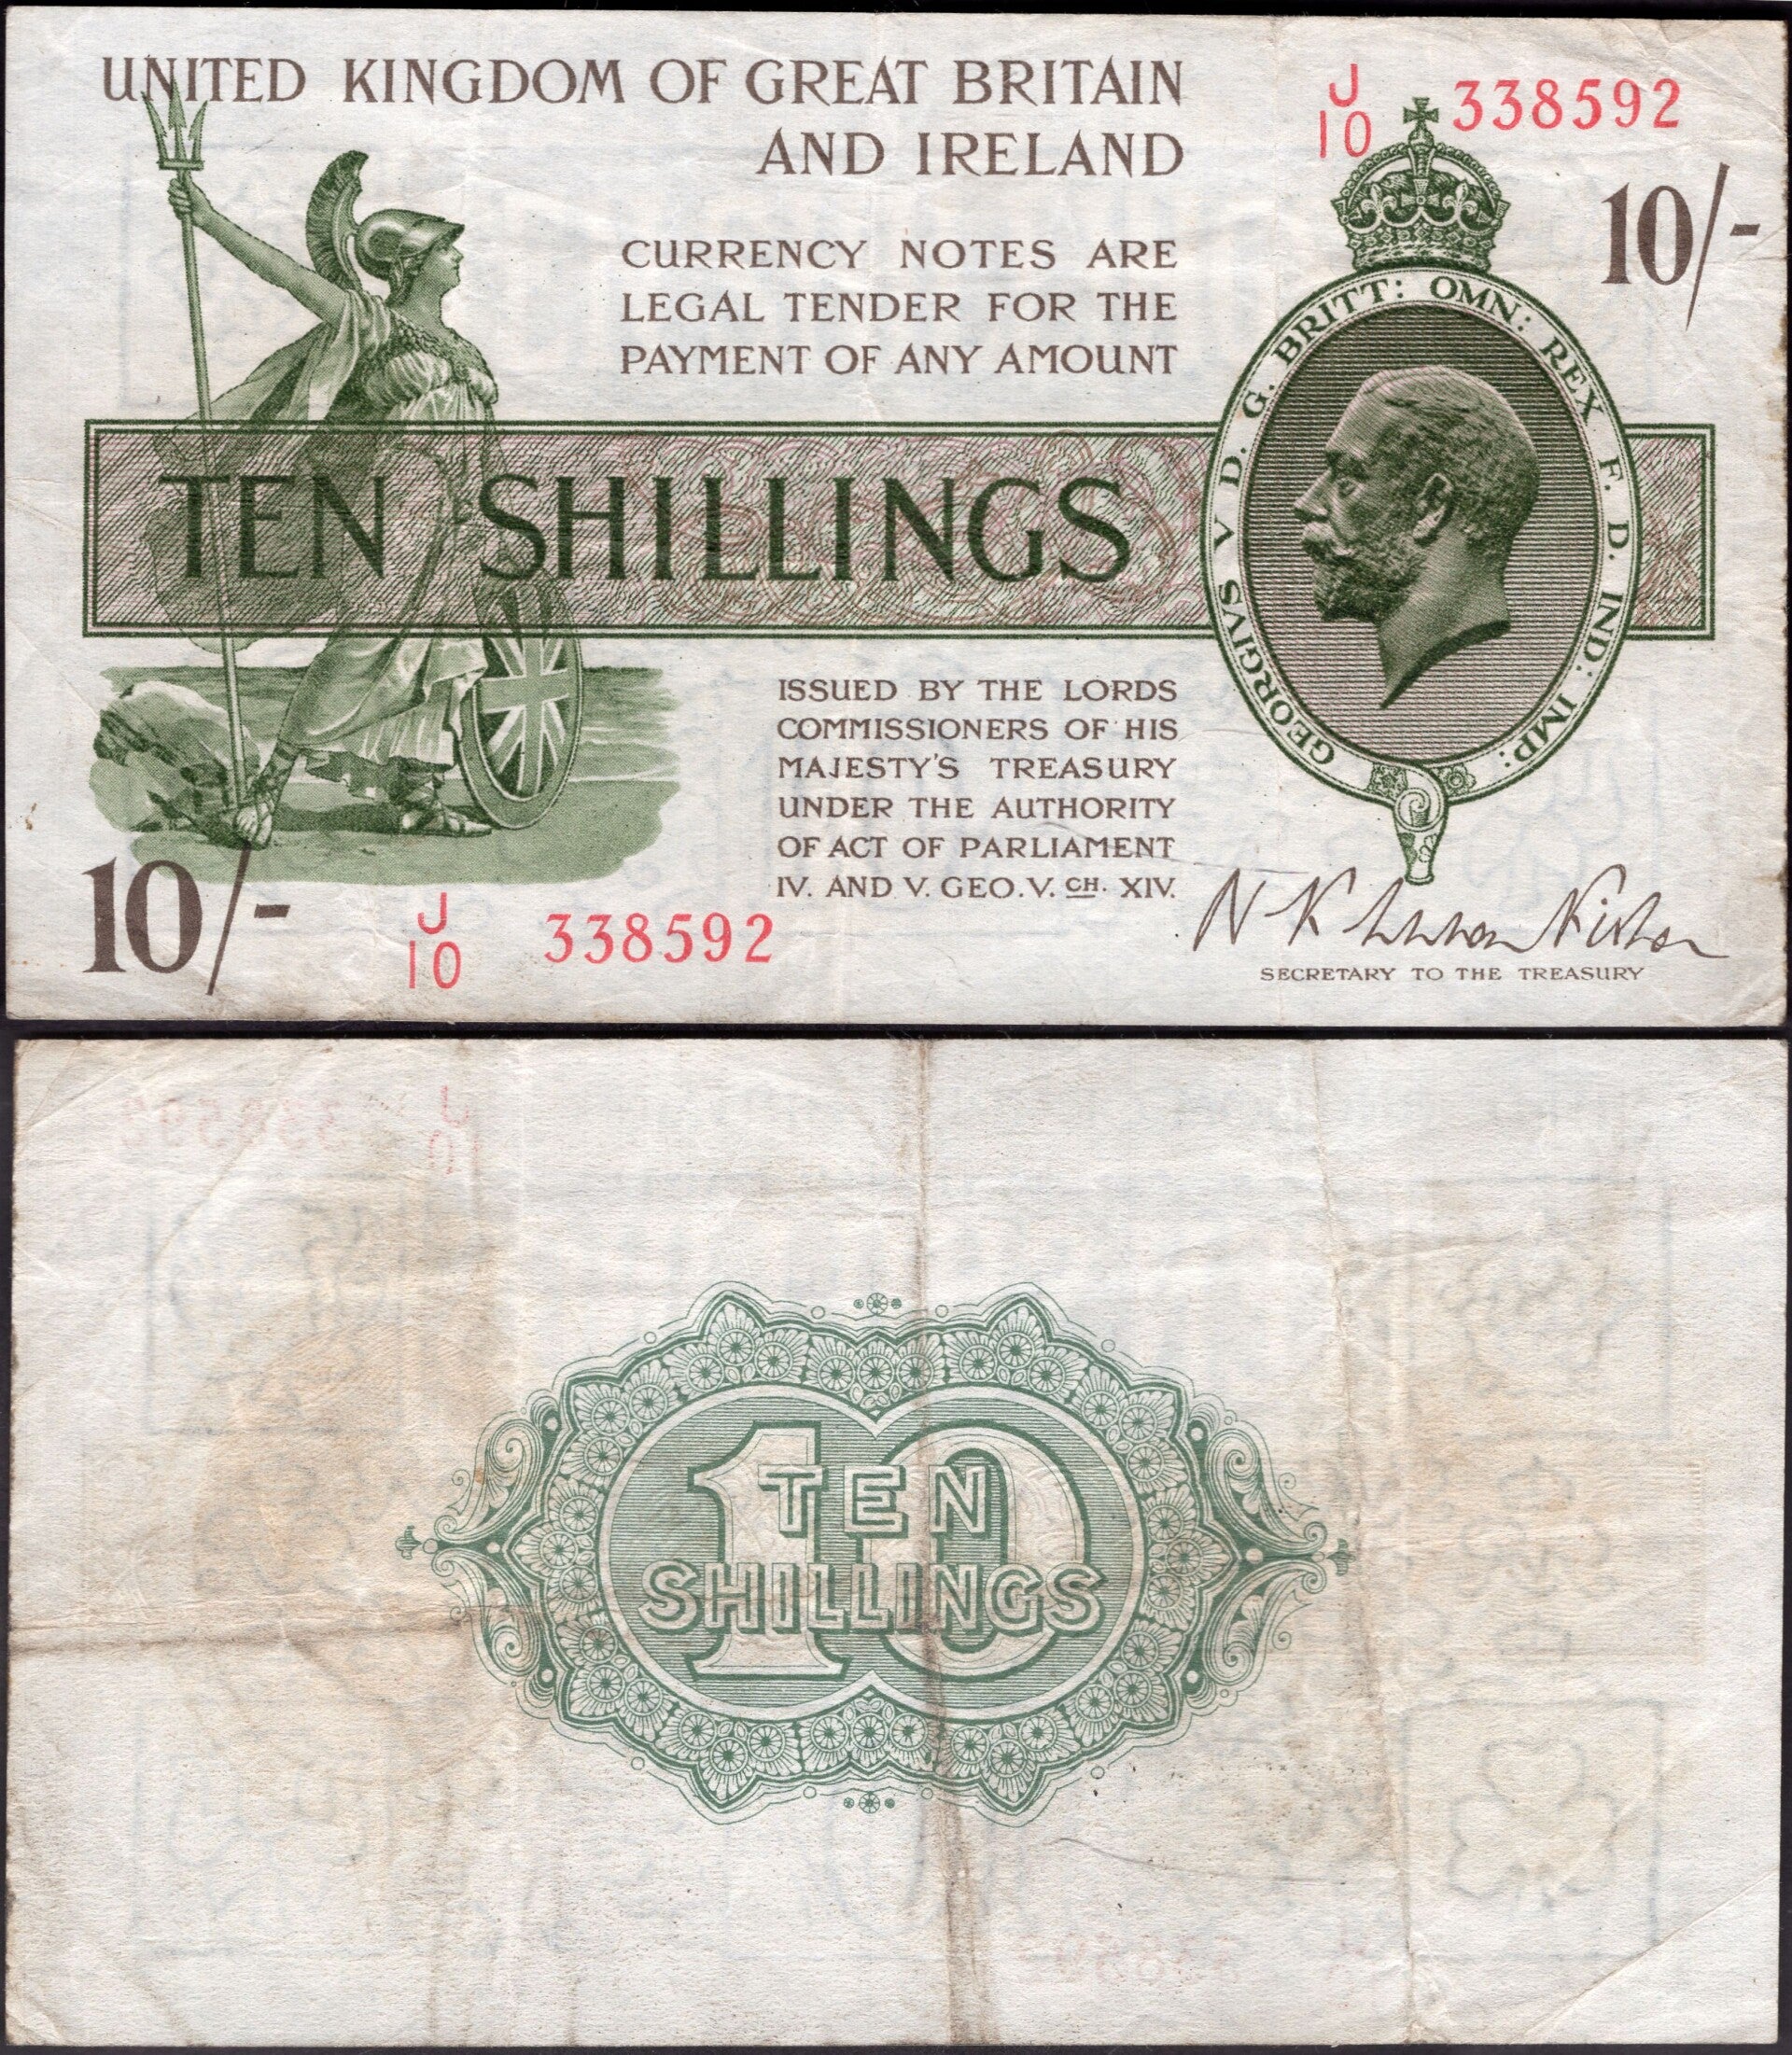 UNITED KINGDOM OF GREAT BRITAIN
AND IRELAND
J
10
338592
10/-
CURRENCY NOTES ARE
LEGAL TENDER FOR THE
PAYMENT OF ANY AMOUNT
GEORGIVS V D. G. BRITT: OMN: REX F. D. IND: IMP:
TEN SHILLINGS
ISSUED BY THE LORDS
COMMISSIONERS OF HIS
MAJESTY'S TREASURY
UNDER THE AUTHORITY
OF ACT OF PARLIAMENT
IV. AND V. GEO. V. CH. XIV.
10/-
J
10
338592
SECRETARY TO THE TREASURY
10
TEN
SHILLINGS